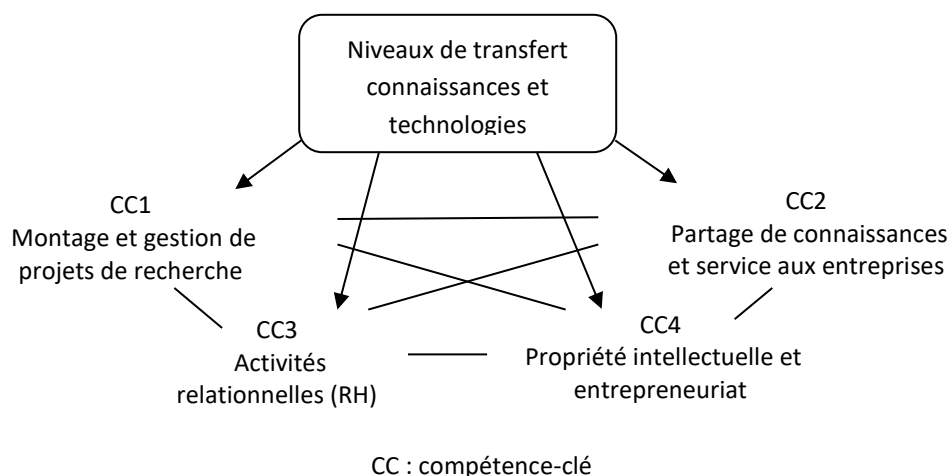 Niveaux de transfert
connaissances et
technologies
CC1
Montage et gestion de
projets de recherche
CC2
Partage de connaissances
et service aux entreprises
CC3
Activités
relationnelles (RH)
CC4
Propriété intellectuelle et
entrepreneuriat
CC : compétence-clé